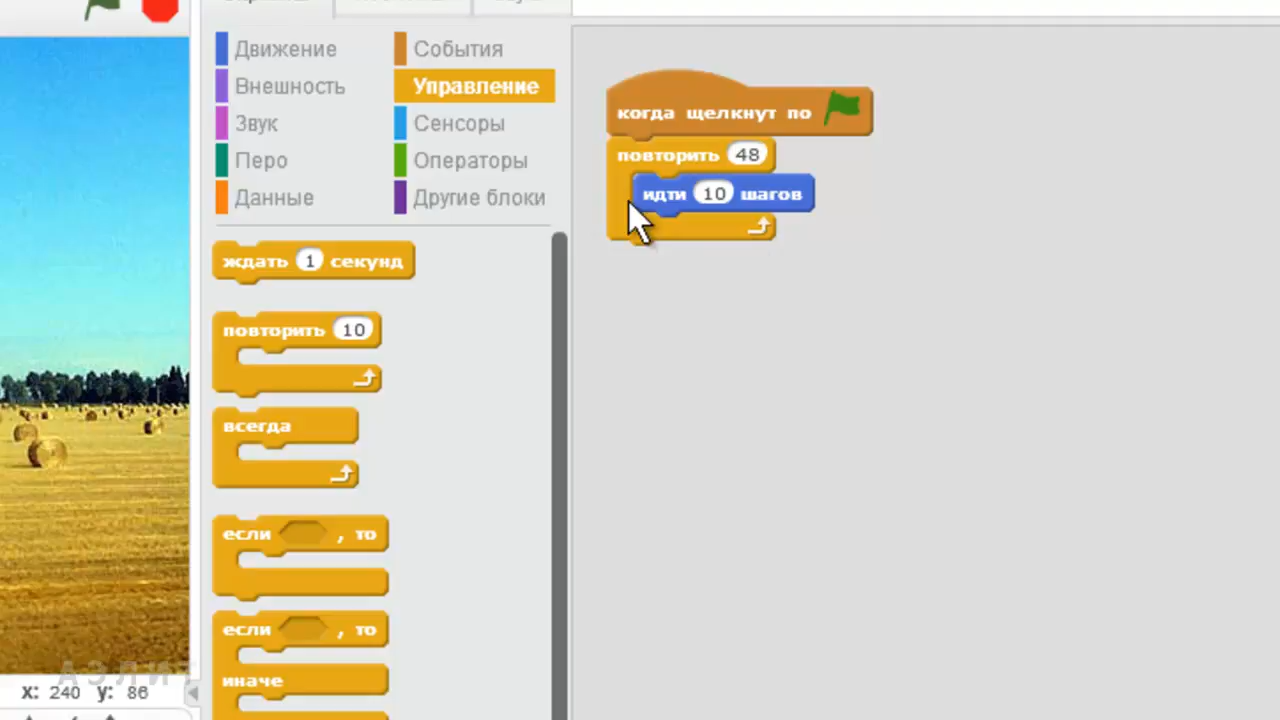 Движение
События
Внешность
Управление
Звук
Сенсоры
Перо
Операторы
Данные
Другие блоки
ждать 1 секунд
повторить 10
всегда
если , то
если , то
иначе
когда щелкнут по
повторить 48
идти 10 шагов
АЭЛИТ
x: 240 y: 86